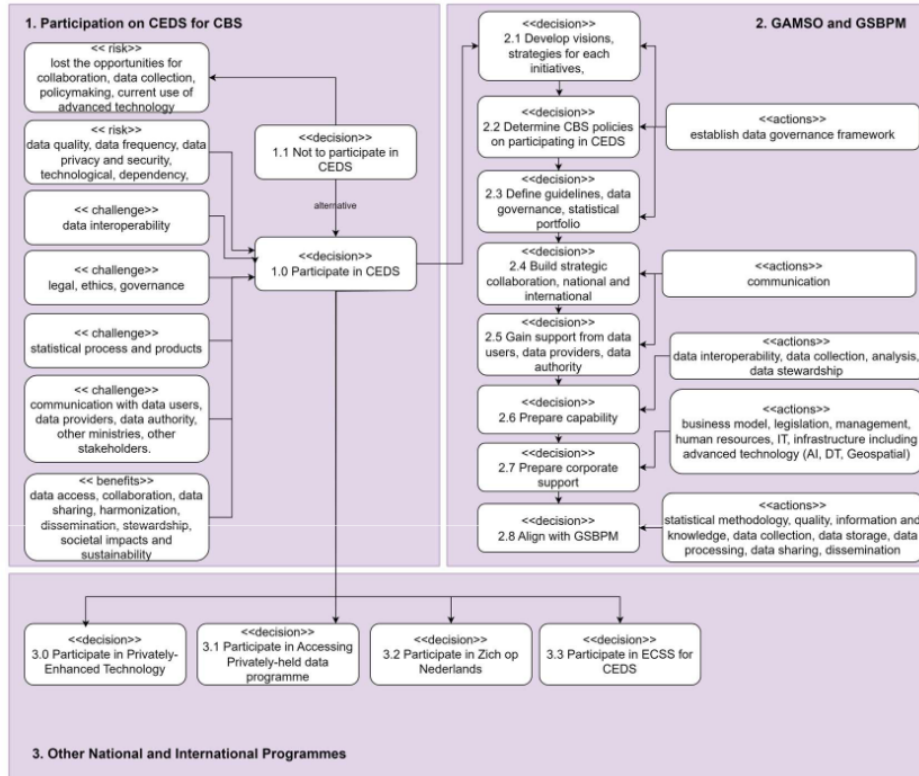 1. Participation on CEDS for CBS
<< risk>>
lost the opportunities for
collaboration, data collection,
policymaking, current use of
advanced technology
<< risk>>
data quality, data frequency, data
privacy and security,
technological, dependency,
<< challenge>>
data interoperability
<< challenge>>
legal, ethics, governance
<< challenge>>
statistical process and products
<< challenge>>
communication with data users,
data providers, data authority,
other ministries, other
stakeholders.
<< benefits>>
data access, collaboration, data
sharing, harmonization,
dissemination, stewardship,
societal impacts and
sustainability
<<decision>>
1.1 Not to participate in
CEDS
alternative
<<decision>>
1.0 Participate in CEDS
2. GAMSO and GSBPM
<<decision>>
2.1 Develop visions,
strategies for each
initiatives,
<<decision>>
2.2 Determine CBS policies
on participating in CEDS
<<decision>>
2.3 Define guidelines, data
governance, statistical
portfolio
<<decision>>
2.4 Build strategic
collaboration, national and
international
<<decision>>
2.5 Gain support from data
users, data providers, data
authority
<<decision>>
2.6 Prepare capability
<<decision>>
2.7 Prepare corporate
support
<<decision>>
2.8 Align with GSBPM
<<actions>>
establish data governance framework
<<actions>>
communication
<<actions>>
data interoperability, data collection, analysis,
data stewardship
<<actions>>
business model, legislation, management,
human resources, IT, infrastructure including
advanced technology (AI, DT, Geospatial)
<<actions>>
statistical methodology, quality, information and
knowledge, data collection, data storage, data
processing, data sharing, dissemination
<<decision>>
3.0 Participate in Privately-
Enhanced Technology
<<decision>>
3.1 Participate in Accessing
Privately-held data
programme
<<decision>>
3.2 Participate in Zich op
Nederlands
<<decision>>
3.3 Participate in ECSS for
CEDS
3. Other National and International Programmes